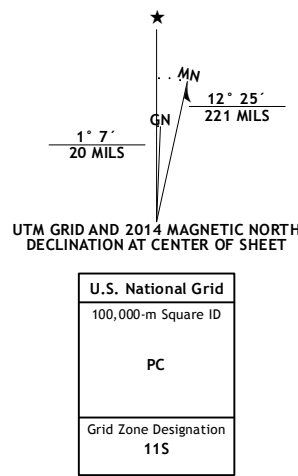 ★
MN
GN
12° 25´
221 MILS
1° 7´
20 MILS
UTM GRID AND 2014 MAGNETIC NORTH
DECLINATION AT CENTER OF SHEET
U.S. National Grid
100,000-m Square ID
PC
Grid Zone Designation
11S